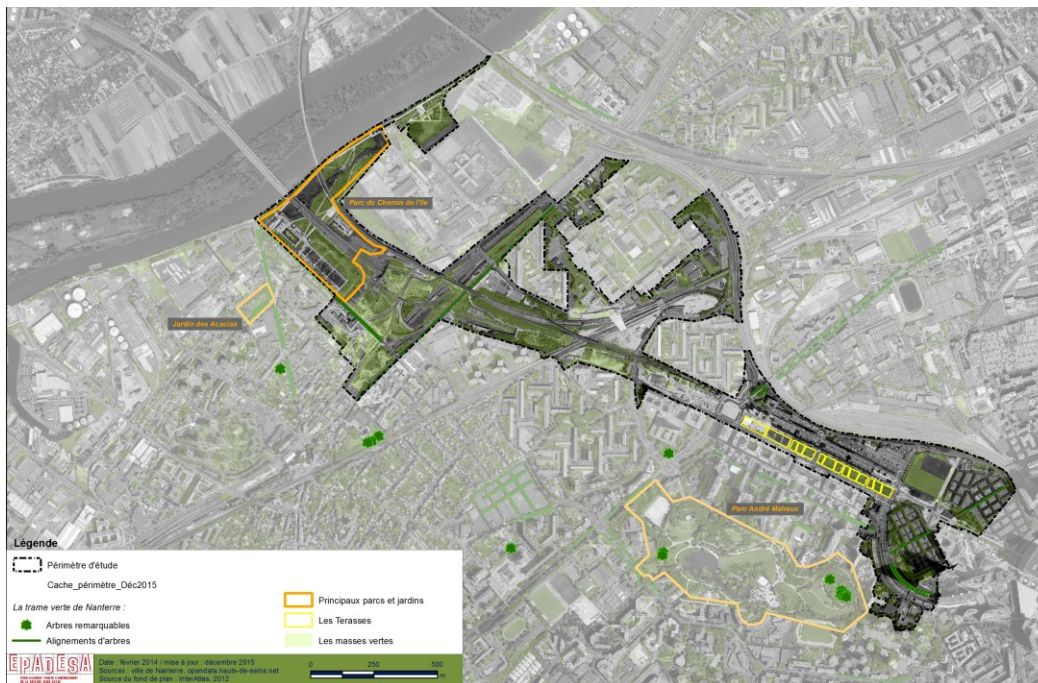 Parc du Chemin de l'Ile
Jardin des Acacias
Parc André Malraux
Légende
Périmètre d'étude
Cache_périmètre_Déc2015
La trame verte de Nanterre :
Arbres remarquables
Alignements d'arbres
Principaux parcs et jardins
Les Terasses
Les masses vertes
EPADESA
Date : février 2014 / mise à jour : décembre 2015
Sources : ville de Nanterre, opendata.hauts-de-seine.net
Source du fond de plan : InterAtlas, 2012
0 250 500
m